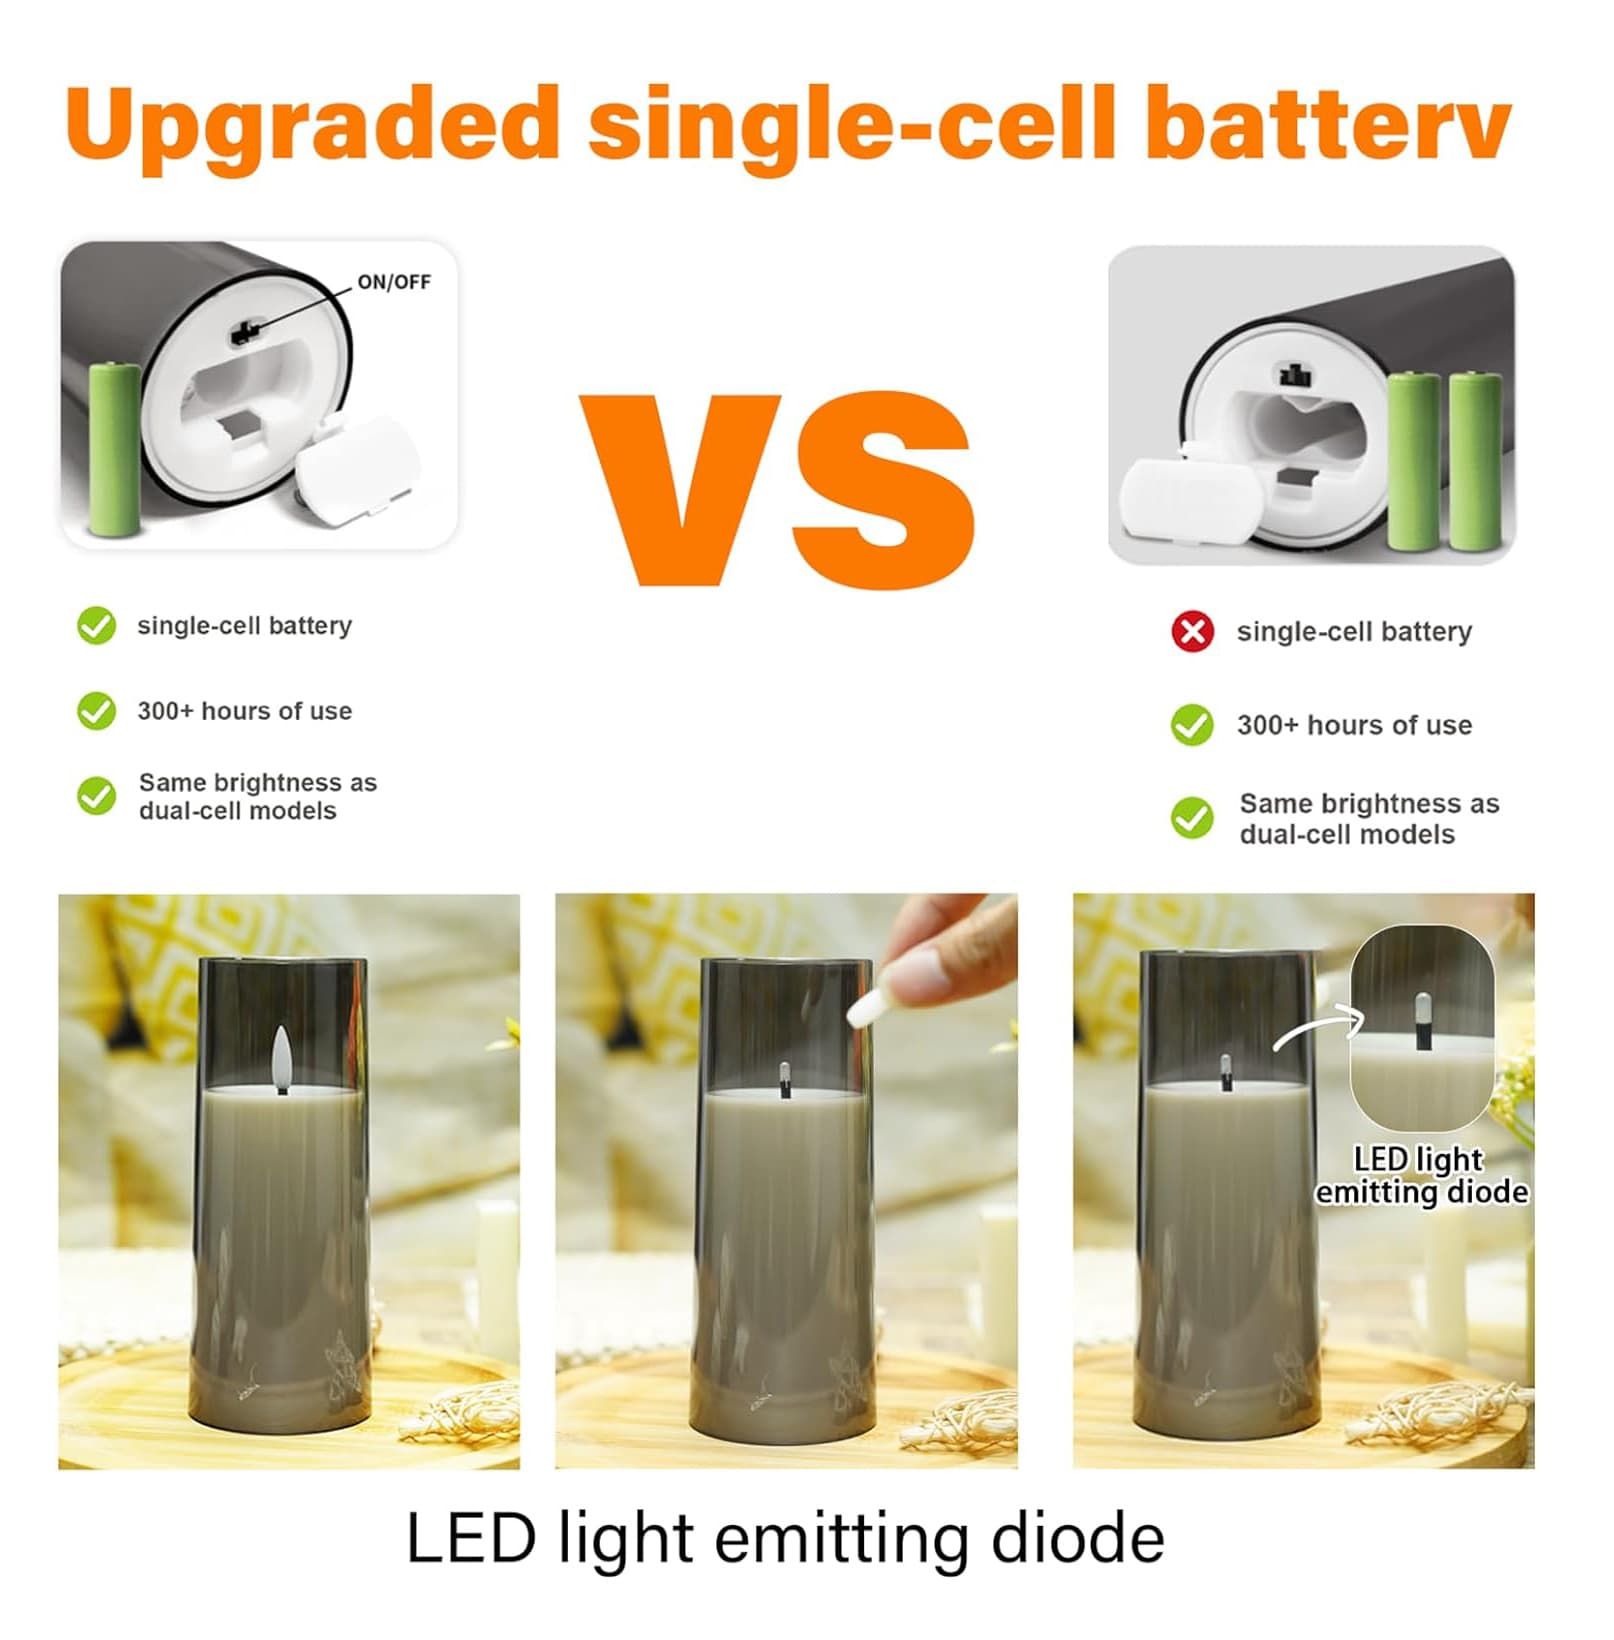 Upgraded single-cell battery
ON/OFF
VS
single-cell battery
300+ hours of use
Same brightness as
dual-cell models
single-cell battery
300+ hours of use
Same brightness as
dual-cell models
LED light
emitting diode
LED light emitting diode